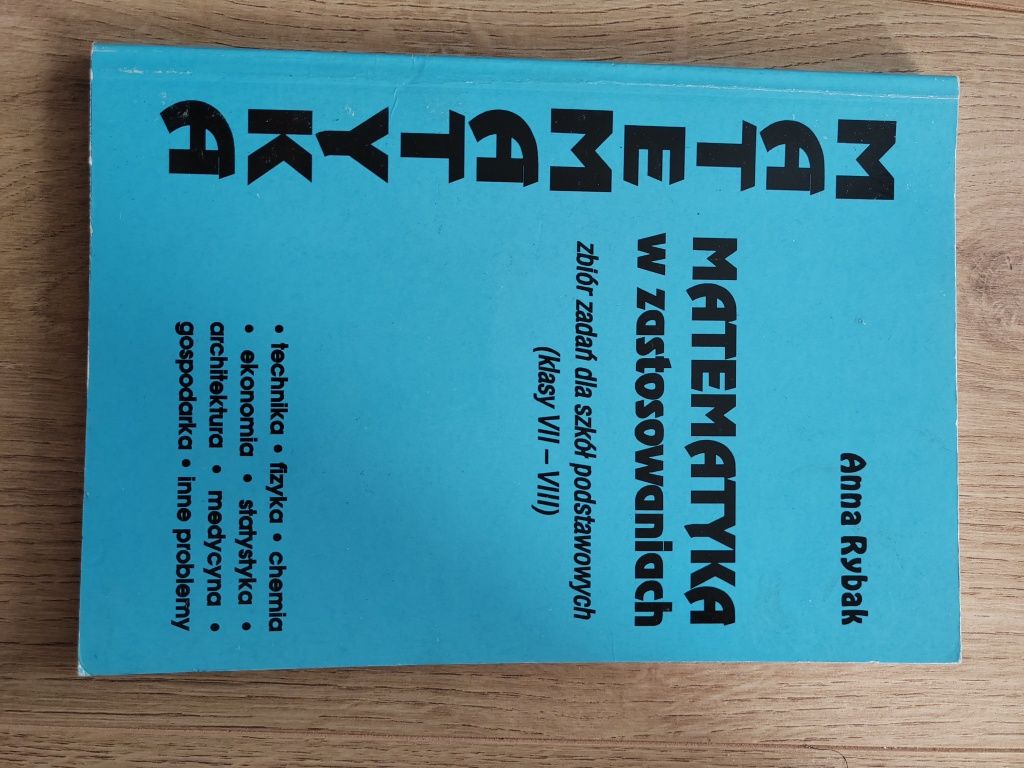 Anna Rybak
MATEMATYKA
MATEMATYKA
w zastosowaniach
zbiór zadań dla szkół podstawowych
(klasy VII – VIII)
• technika • fizyka • chemia
• ekonomia • statystyka •
architektura • medycyna •
gospodarka • inne problemy